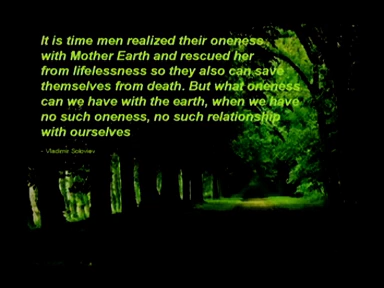 It is time men realized their oneness
with Mother Earth and rescued her
from lifelessness so they also can save
themselves from death. But what oneness
can we have with the earth, when we have
no such oneness, no such relationship
with ourselves
- Vladimir Soloviev